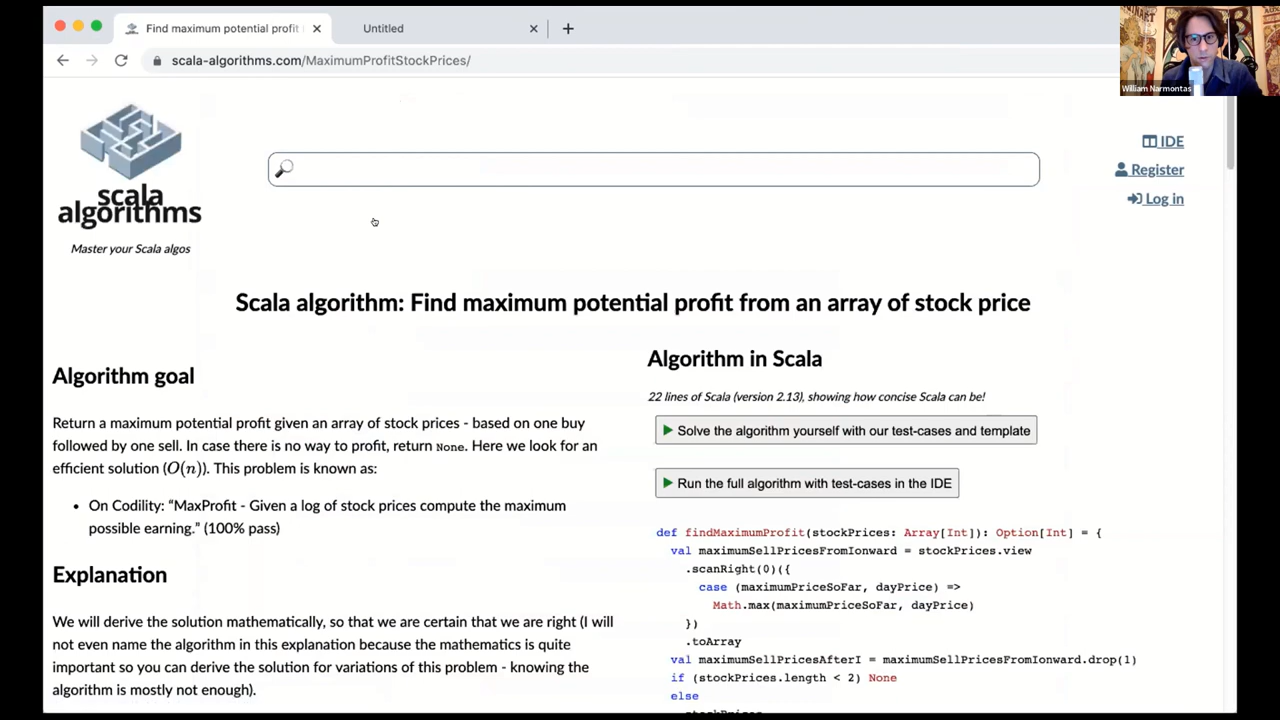 Find maximum potential profit
Untitled
scala-algorithms.com/MaximumProfitStockPrices/
William Narmontas
scala
algorithms
Master your Scala algos
IDE
Register
Log in
Scala algorithm: Find maximum potential profit from an array of stock price
Algorithm goal
Return a maximum potential profit given an array of stock prices - based on one buy
followed by one sell. In case there is no way to profit, return None. Here we look for an
efficient solution (O(n)). This problem is known as:
• On Codility: “MaxProfit - Given a log of stock prices compute the maximum
possible earning.” (100% pass)
Explanation
We will derive the solution mathematically, so that we are certain that we are right (I will
not even name the algorithm in this explanation because the mathematics is quite
important so you can derive the solution for variations of this problem - knowing the
algorithm is mostly not enough).
Algorithm in Scala
22 lines of Scala (version 2.13), showing how concise Scala can be!
Solve the algorithm yourself with our test-cases and template
Run the full algorithm with test-cases in the IDE
def findMaximumProfit(stockPrices: Array[Int]): Option[Int] = {
val maximumSellPricesFromIonward = stockPrices.view
.scanRight(0)({
case (maximumPriceSoFar, dayPrice) =>
Math.max(maximumPriceSoFar, dayPrice)
})
.toArray
val maximumSellPricesAfterI = maximumSellPricesFromIonward.drop(1)
if (stockPrices.length < 2) None
else
stockPrices